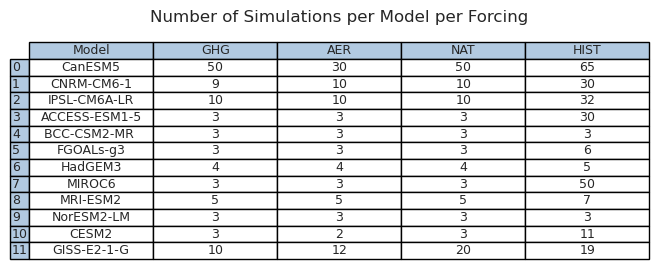 Number of Simulations per Model per Forcing
Model GHG AER NAT HIST
0 CanESM5 50 30 50 65
1 CNRM-CM6-1 9 10 10 30
2 IPSL-CM6A-LR 10 10 10 32
3 ACCESS-ESM1-5 3 3 3 30
4 BCC-CSM2-MR 3 3 3 3
5 FGOALs-g3 3 3 3 6
6 HadGEM3 4 4 4 5
7 MIROC6 3 3 3 50
8 MRI-ESM2 5 5 5 7
9 NorESM2-LM 3 3 3 3
10 CESM2 3 2 3 11
11 GISS-E2-1-G 10 12 20 19